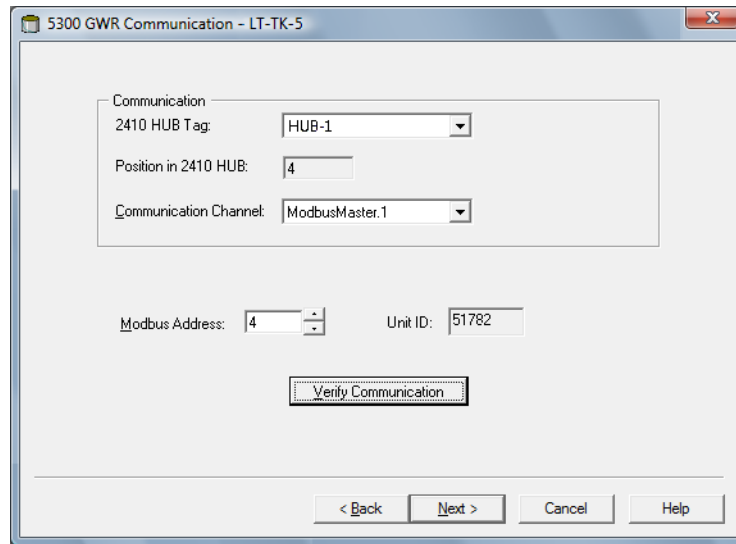 5300 GWR Communication - LT-TK-5
Communication
2410 HUB Tag: HUB-1
Position in 2410 HUB: 4
Communication Channel: ModbusMaster.1
Modbus Address: 4 Unit ID: 51782
Verify Communication
< Back Next > Cancel Help